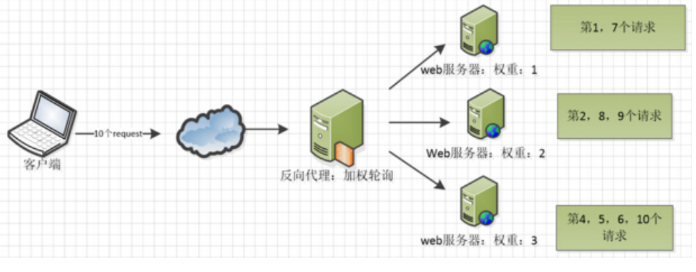 第1，7个请求
web服务器：权重：1
10个request
第2，8，9个请求
Web服务器：权重：2
客户端
反向代理：加权轮询
第4，5，6，10个
请求
web服务器：权重：3